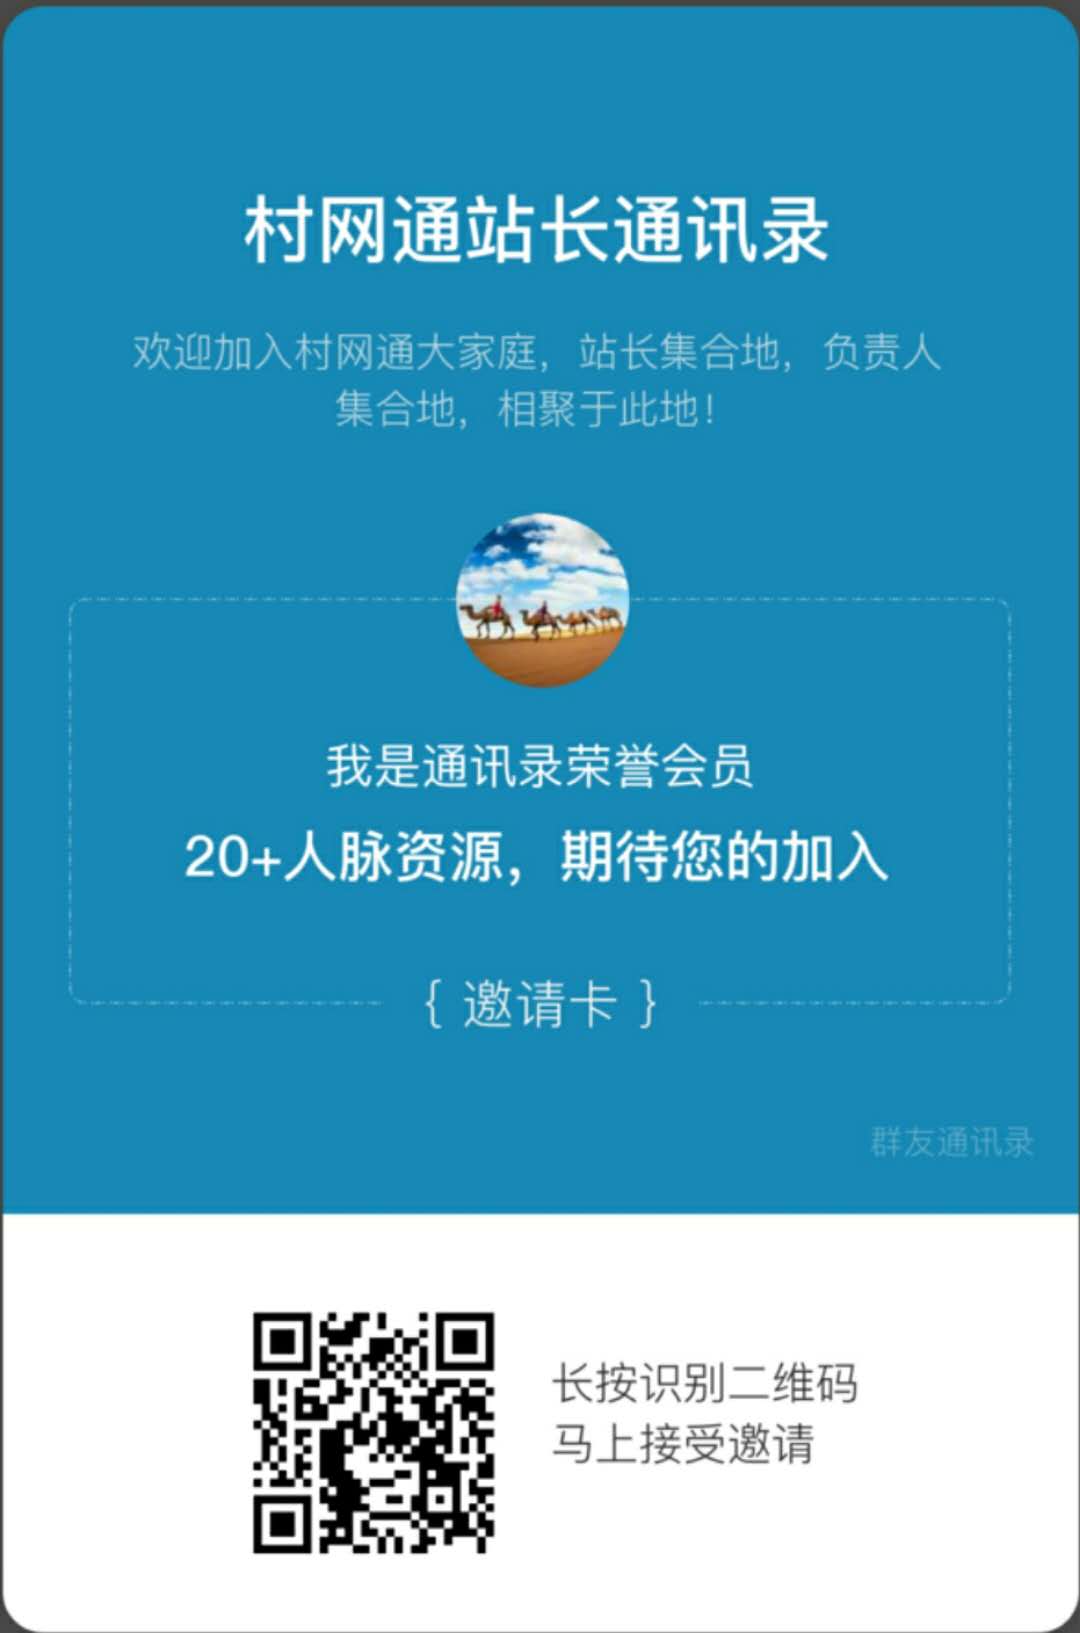 村网通站长通讯录
欢迎加入村网通大家庭，站长集合地，负责人
集合地，相聚于此地！
我是通讯录荣誉会员
20+人脉资源，期待您的加入
{ 邀请卡 }
群友通讯录
长按识别二维码
马上接受邀请